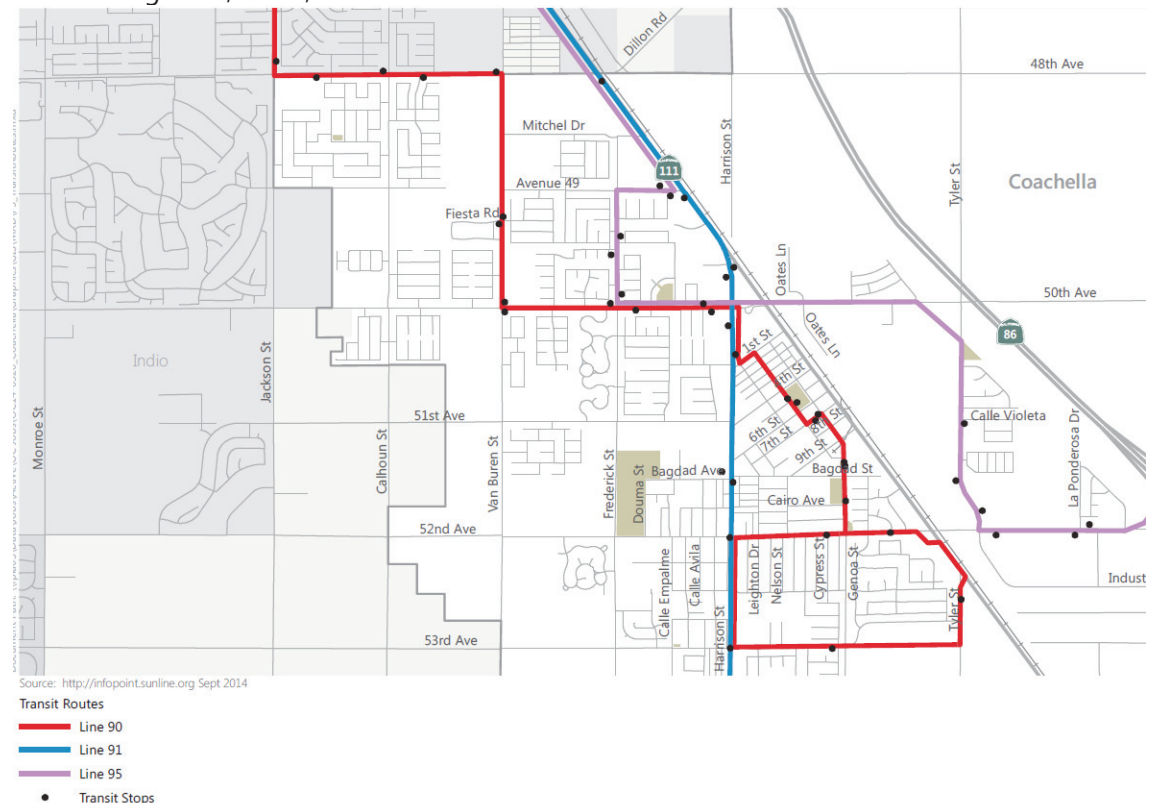 Dillon Rd
48th Ave
Mitchel Dr
Harrison St
111
Avenue 49
Tyler St
Coachella
Fiesta Rd
Oates Ln
50th Ave
Oates Ln
86
1st St
Indio
Jackson St
Monroe St
51st Ave
Calle Violeta
6th St
7th St
8th St
9th St
Calhoun St
Van Buren St
Frederick St
Douma St
Bagdad Ave
Bagdad St
La Ponderosa Dr
Cairo Ave
52nd Ave
Calle Empalme
Calle Avila
Leighton Dr
Nelson St
Cypress St
Genoa St
Indust
Tyler St
53rd Ave
Harrison St
Source: http://infopoint.sunline.org Sept 2014
Transit Routes
Line 90
Line 91
Line 95
Transit Stops